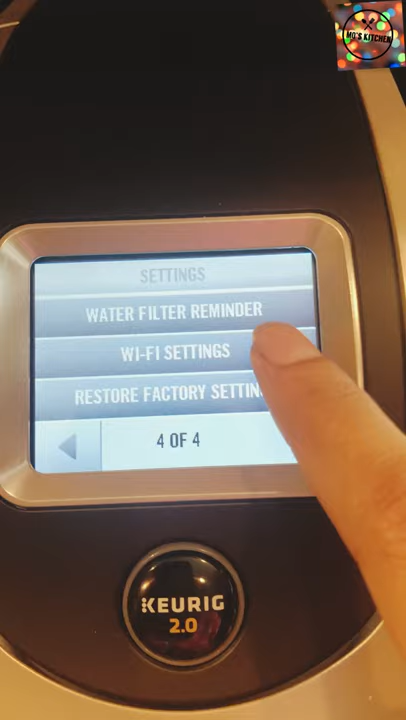 MO'S KITCHEN
SETTINGS
WATER FILTER REMINDER
WI-FI SETTINGS
RESTORE FACTORY SETTIN
4 OF 4
KEURIG
2.0